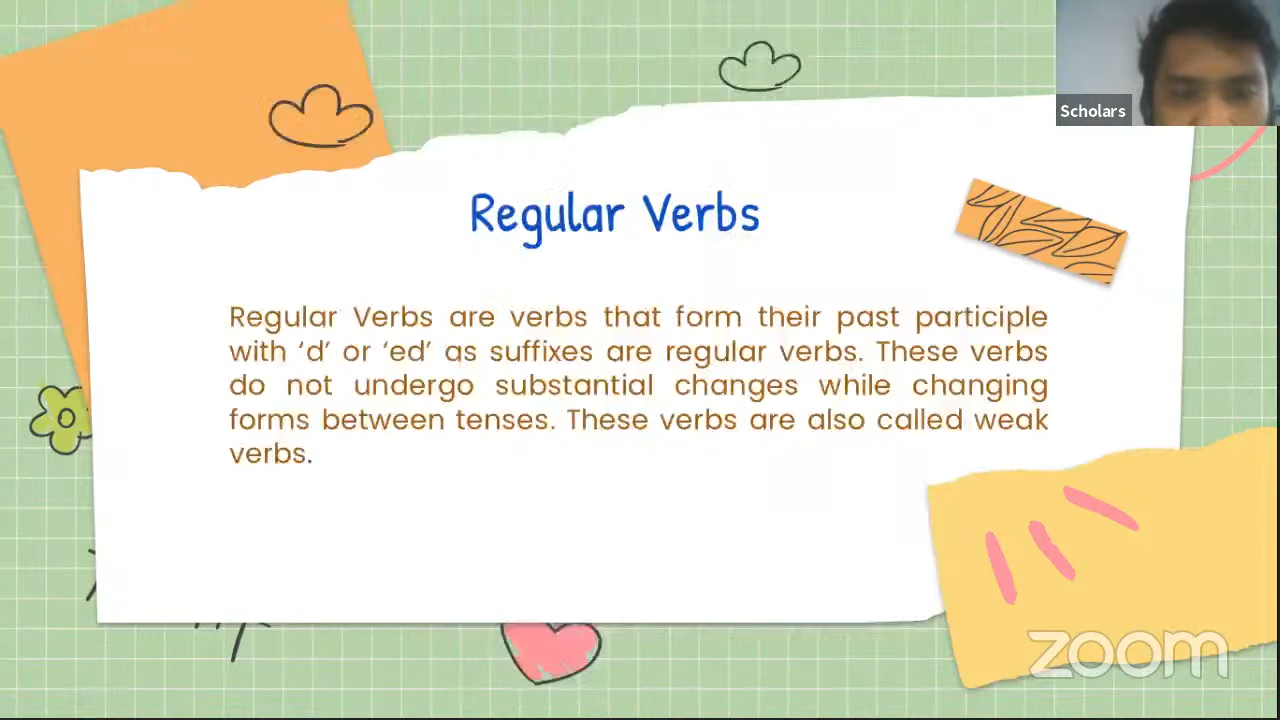 Scholars
Regular Verbs
Regular Verbs are verbs that form their past participle
with ‘d’ or ‘ed’ as suffixes are regular verbs. These verbs
do not undergo substantial changes while changing
forms between tenses. These verbs are also called weak
verbs.
zoom